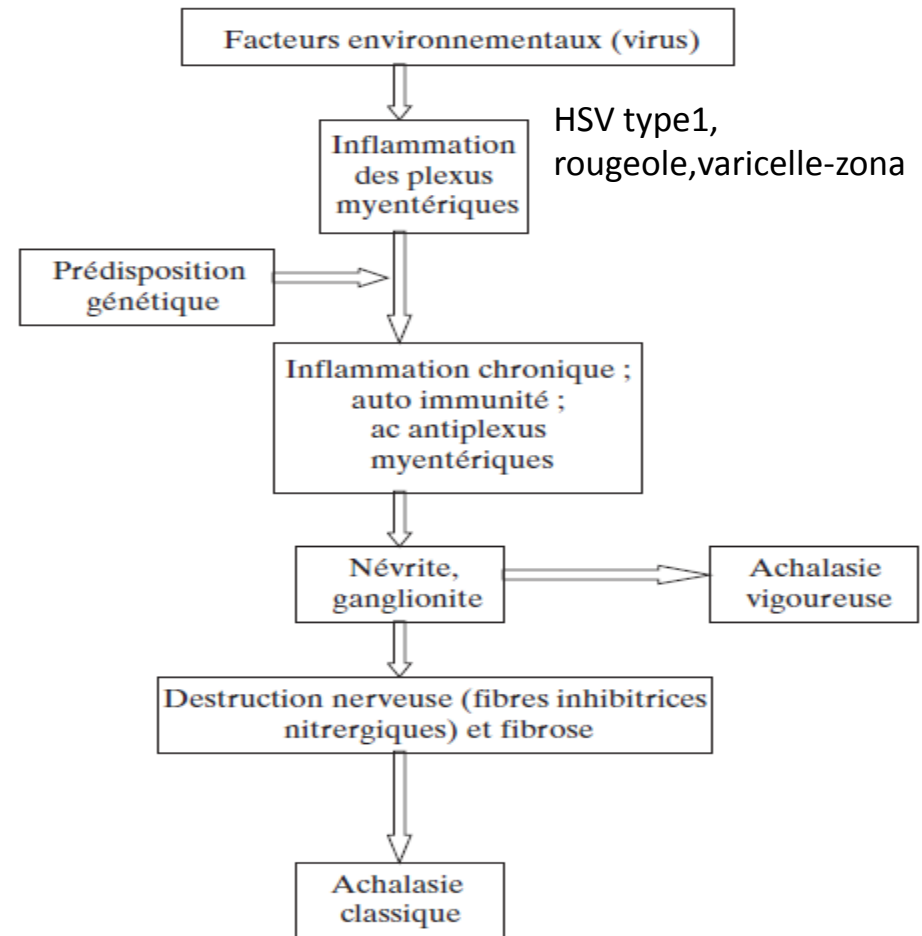 Facteurs environnementaux (virus)
HSV type1,
rougeole,varicelle-zona
Inflammation
des plexus
myentériques
Prédisposition
génétique
Inflammation chronique ;
auto immunité ;
ac antiplexus
myentériques
Névrite,
ganglionite
Achalasie
vigoureuse
Destruction nerveuse (fibres inhibitrices
nitrergiques) et fibrose
Achalasie
classique